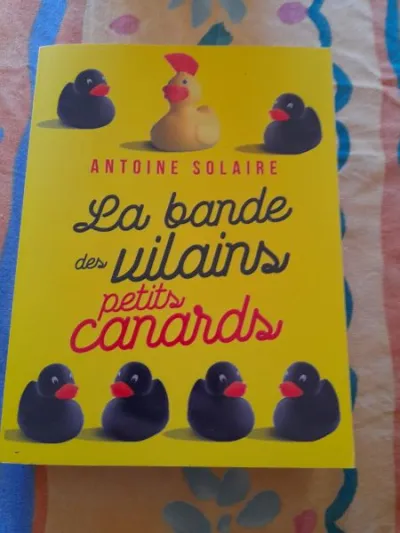 ANTOINE SOLAIRE
La bande
des vilains
petits
canards